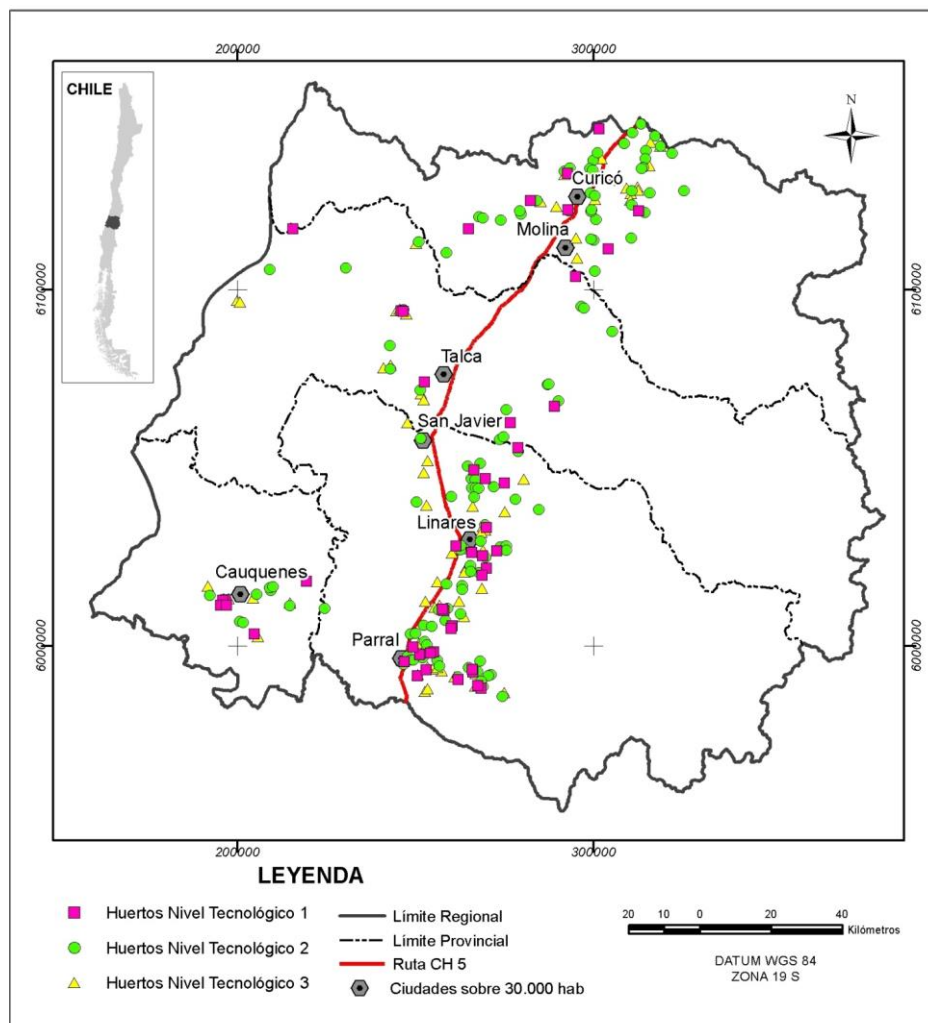 200000
300000
CHILE
N
Curicó
Molina
6100000
6100000
Talca
San Javier
Linares
Cauquenes
Parral
6000000
6000000
200000
300000
LEYENDA
Huertos Nivel Tecnológico 1
Huertos Nivel Tecnológico 2
Huertos Nivel Tecnológico 3
Límite Regional
Límite Provincial
Ruta CH 5
Ciudades sobre 30.000 hab
20 10 0 20 40
Kilómetros
DATUM WGS 84
ZONA 19 S